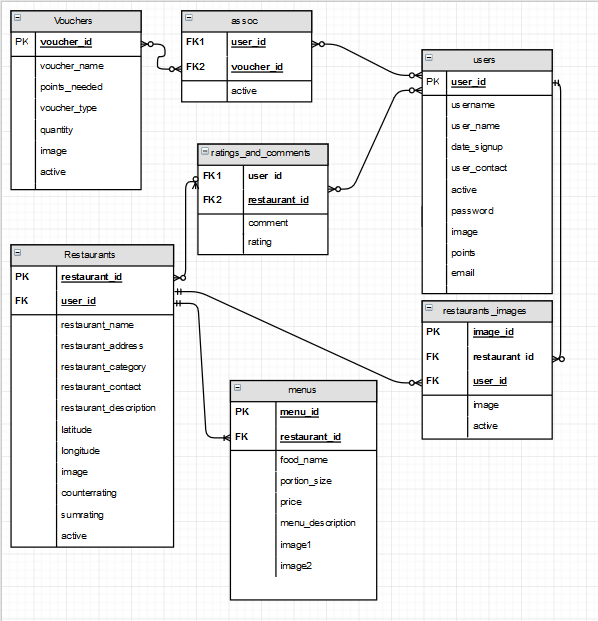 Vouchers
PK voucher_id
voucher_name
points_needed
voucher_type
quantity
image
active
assoc
FK1 user_id
FK2 voucher_id
active
users
PK user_id
username
user_name
date_signup
user_contact
active
password
image
points
email
ratings_and_comments
FK1 user_id
FK2 restaurant_id
comment
rating
Restaurants
PK restaurant_id
FK user_id
restaurant_name
restaurant_address
restaurant_category
restaurant_contact
restaurant_description
latitude
longitude
image
counterrating
sumrating
active
restaurants_images
PK image_id
FK restaurant_id
FK user_id
image
active
menus
PK menu_id
FK restaurant_id
food_name
portion_size
price
menu_description
image1
image2